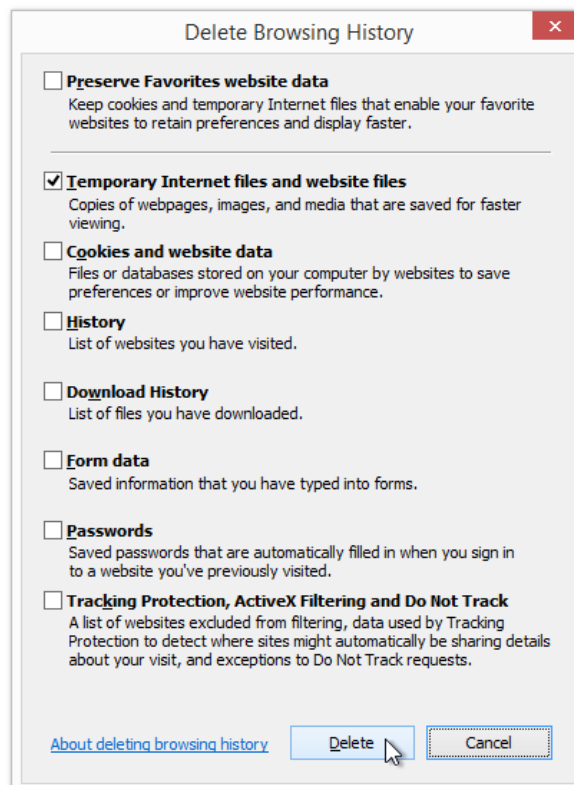 Delete Browsing History
Preserve Favorites website data
Keep cookies and temporary Internet files that enable your favorite
websites to retain preferences and display faster.
Temporary Internet files and website files
Copies of webpages, images, and media that are saved for faster
viewing.
Cookies and website data
Files or databases stored on your computer by websites to save
preferences or improve website performance.
History
List of websites you have visited.
Download History
List of files you have downloaded.
Form data
Saved information that you have typed into forms.
Passwords
Saved passwords that are automatically filled in when you sign in
to a website you've previously visited.
Tracking Protection, ActiveX Filtering and Do Not Track
A list of websites excluded from filtering, data used by Tracking
Protection to detect where sites might automatically be sharing details
about your visit, and exceptions to Do Not Track requests.
About deleting browsing history Delete Cancel